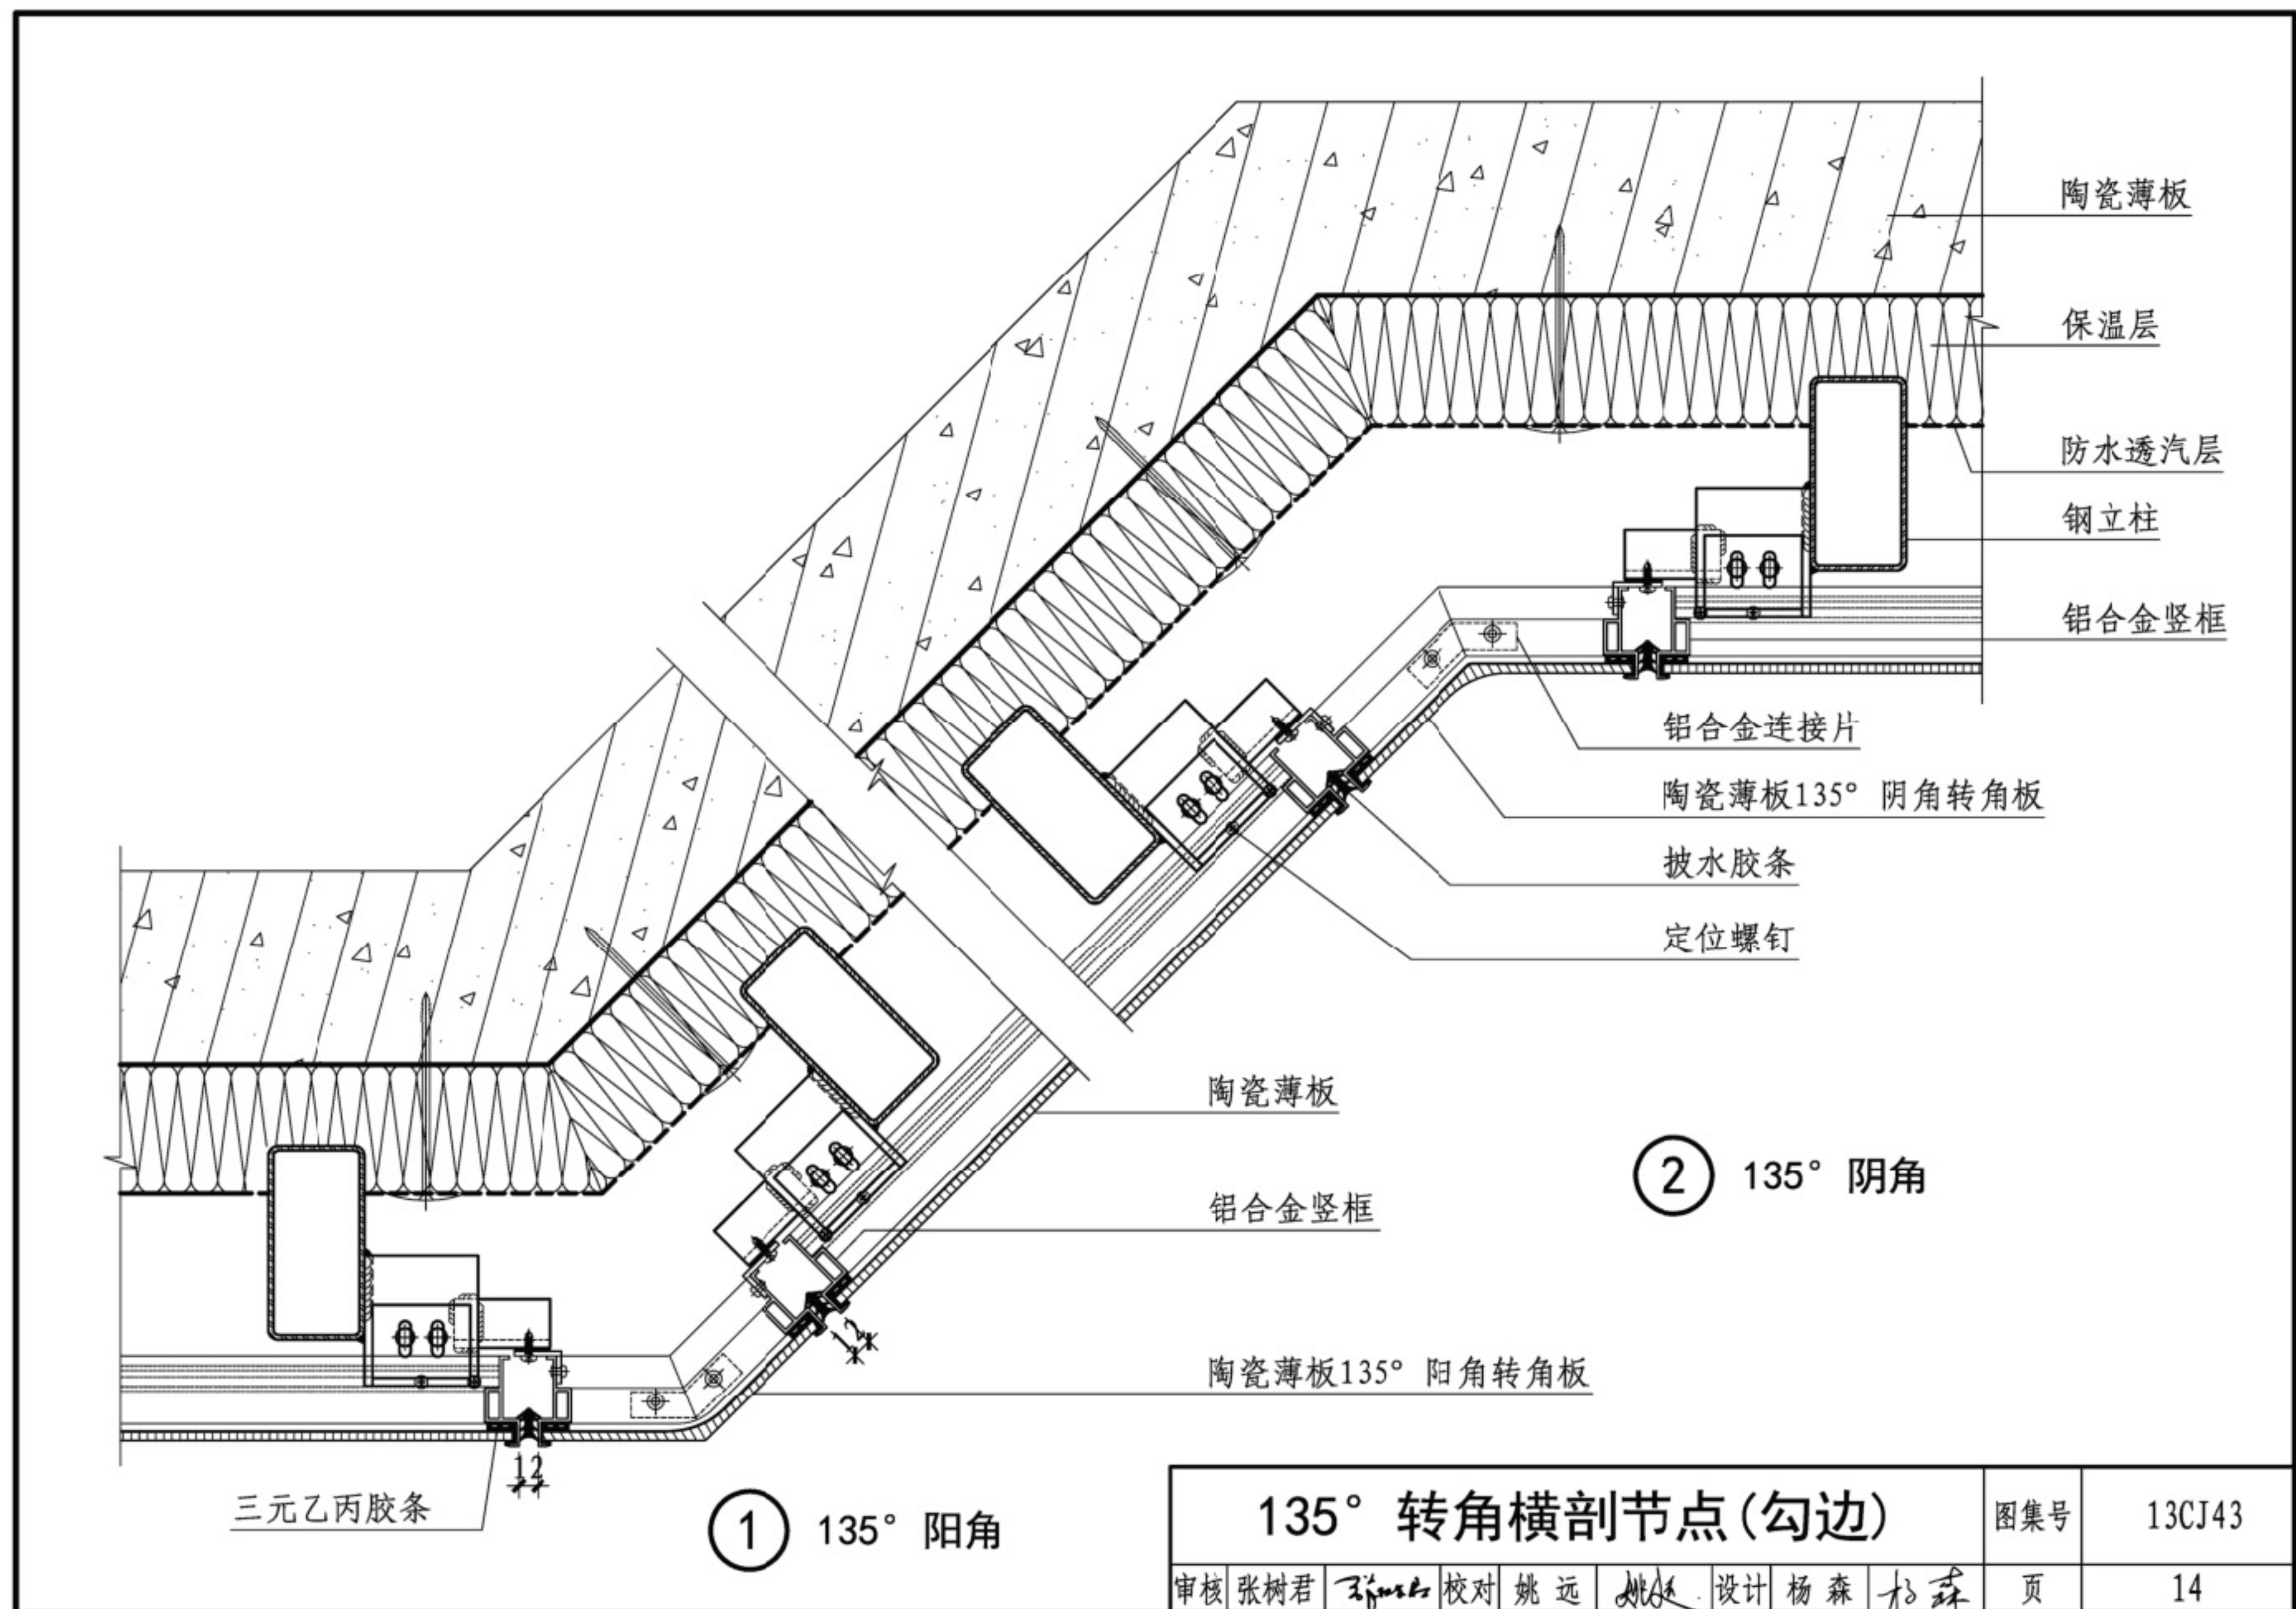 陶瓷薄板
保温层
防水透汽层
钢立柱
铝合金竖框
铝合金连接片
陶瓷薄板135° 阴角转角板
披水胶条
定位螺钉
陶瓷薄板
② 135° 阴角
铝合金竖框
12
陶瓷薄板135° 阳角转角板
12
三元乙丙胶条
① 135° 阳角
135° 转角横剖节点(勾边) 图集号 13CJ43
审核 张树君 校对 姚远 姚远 设计 杨森 杨森 页 14